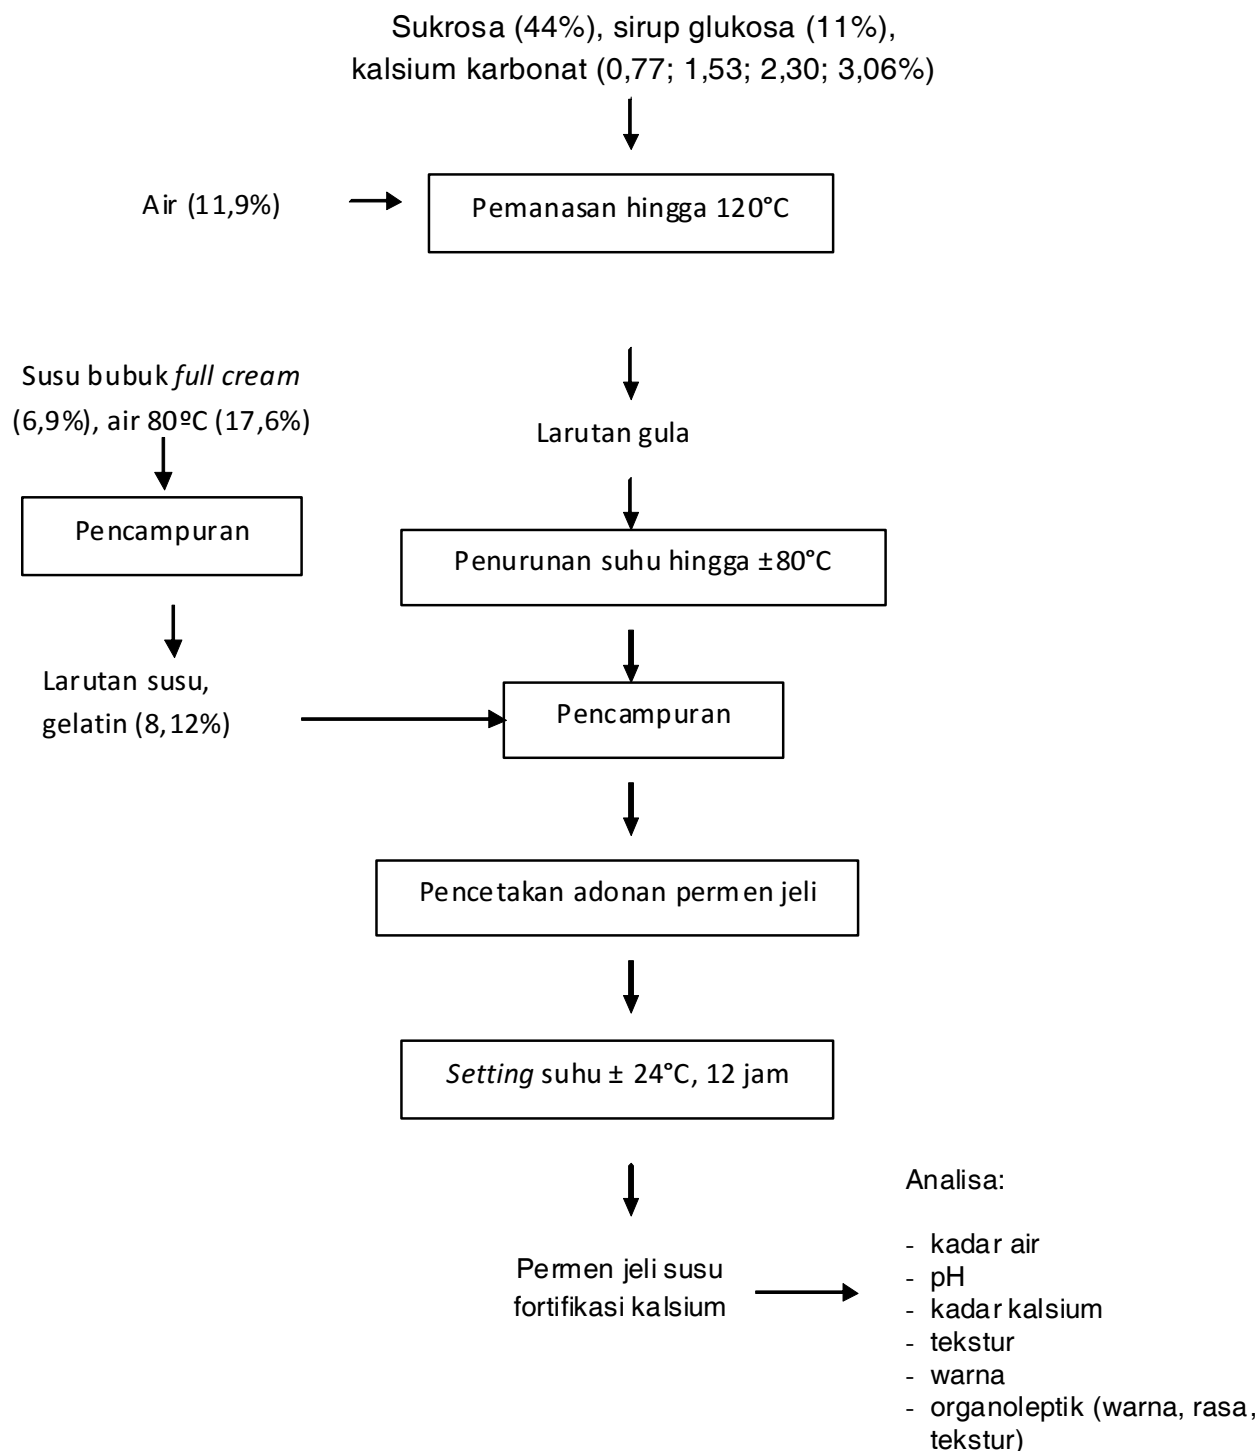 Sukrosa (44%), sirup glukosa (11%),
kalsium karbonat (0,77; 1,53; 2,30; 3,06%)
Air (11,9%)
Pemanasan hingga 120°C
Susu bubuk full cream
(6,9%), air 80ºC (17,6%)
Larutan gula
Pencampuran
Penurunan suhu hingga ±80°C
Larutan susu,
gelatin (8,12%)
Pencampuran
Pencetakan adonan permen jeli
Setting suhu ± 24°C, 12 jam
Permen jeli susu
fortifikasi kalsium
Analisa:
- kadar air
- pH
- kadar kalsium
- tekstur
- warna
- organoleptik (warna, rasa,
tekstur)